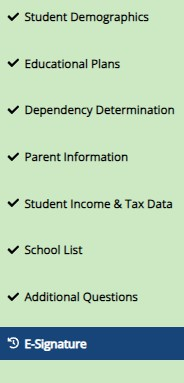 Student Demographics
Educational Plans
Dependency Determination
Parent Information
Student Income & Tax Data
School List
Additional Questions
E-Signature